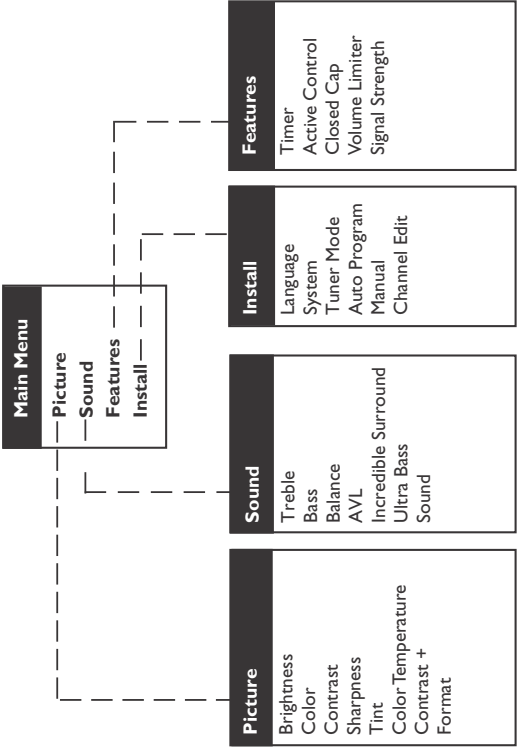 Main Menu
Picture
Sound
Features
Install
Picture
Brightness
Color
Contrast
Sharpness
Tint
Color Temperature
Contrast +
Format
Sound
Treble
Bass
Balance
AVL
Incredible Surround
Ultra Bass
Sound
Install
Language
System
Tuner Mode
Auto Program
Manual
Channel Edit
Features
Timer
Active Control
Closed Cap
Volume Limiter
Signal Strength